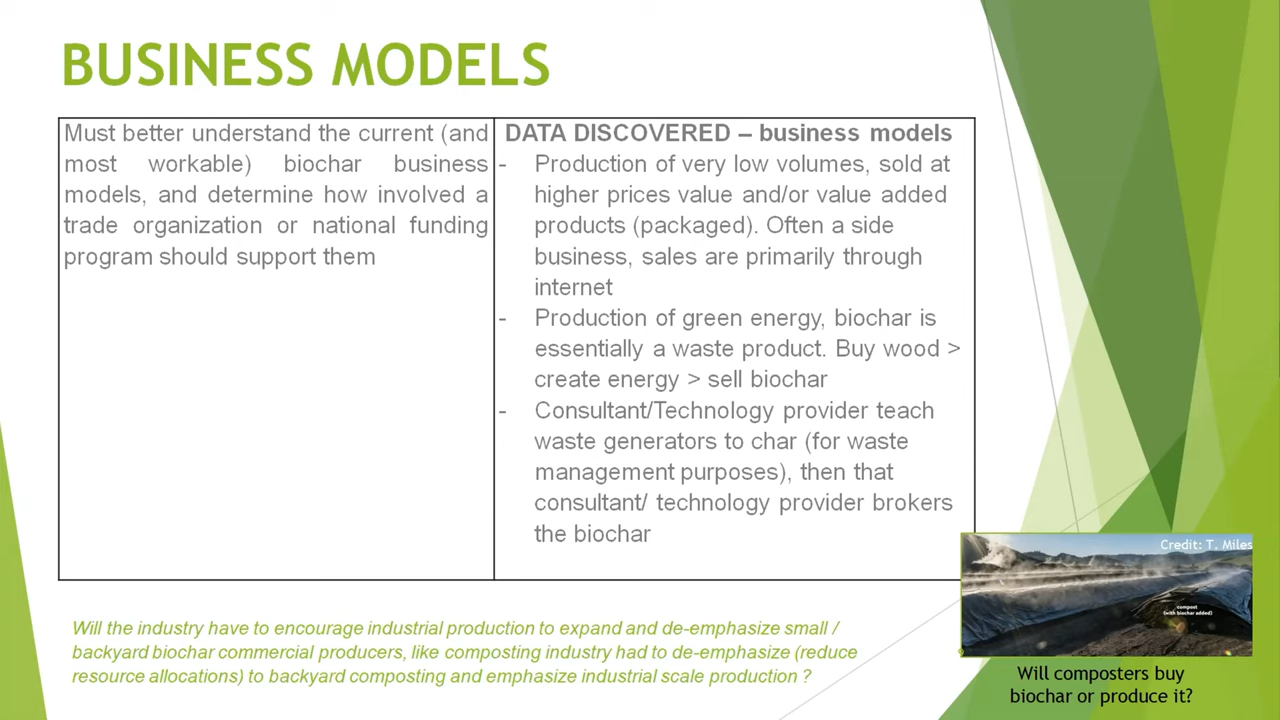 BUSINESS MODELS
Must better understand the current (and
most workable) biochar business
models, and determine how involved a
trade organization or national funding
program should support them
DATA DISCOVERED – business models
- Production of very low volumes, sold at
higher prices value and/or value added
products (packaged). Often a side
business, sales are primarily through
internet
- Production of green energy, biochar is
essentially a waste product. Buy wood >
create energy > sell biochar
- Consultant/Technology provider teach
waste generators to char (for waste
management purposes), then that
consultant/ technology provider brokers
the biochar
Credit: T. Miles
compost
(with biochar added)
Will the industry have to encourage industrial production to expand and de-emphasize small /
backyard biochar commercial producers, like composting industry had to de-emphasize (reduce
resource allocations) to backyard composting and emphasize industrial scale production ?
Will composters buy
biochar or produce it?